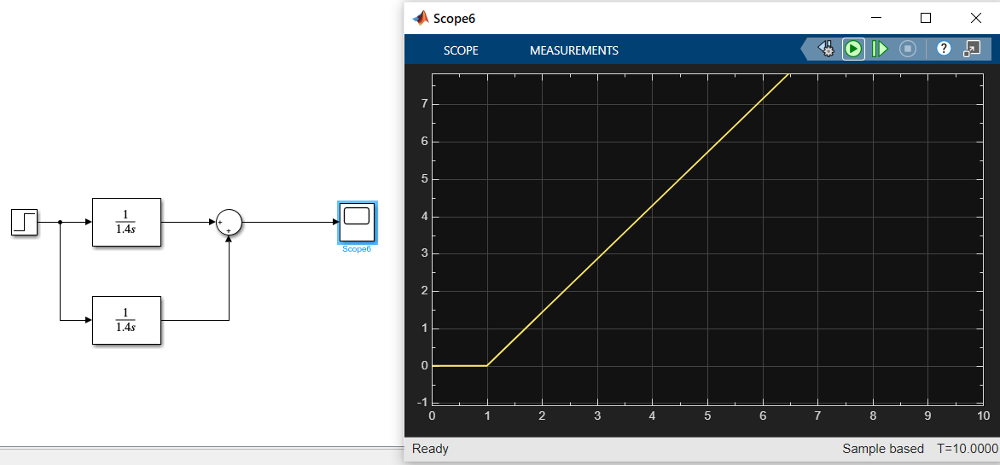 Scope6
SCOPE MEASUREMENTS ?
7
6
5
4
3
2
1
0
-1
0 1 2 3 4 5 6 7 8 9 10
Ready Sample based T=10.0000
1
1.4s
+
+
Scope6
1
1.4s